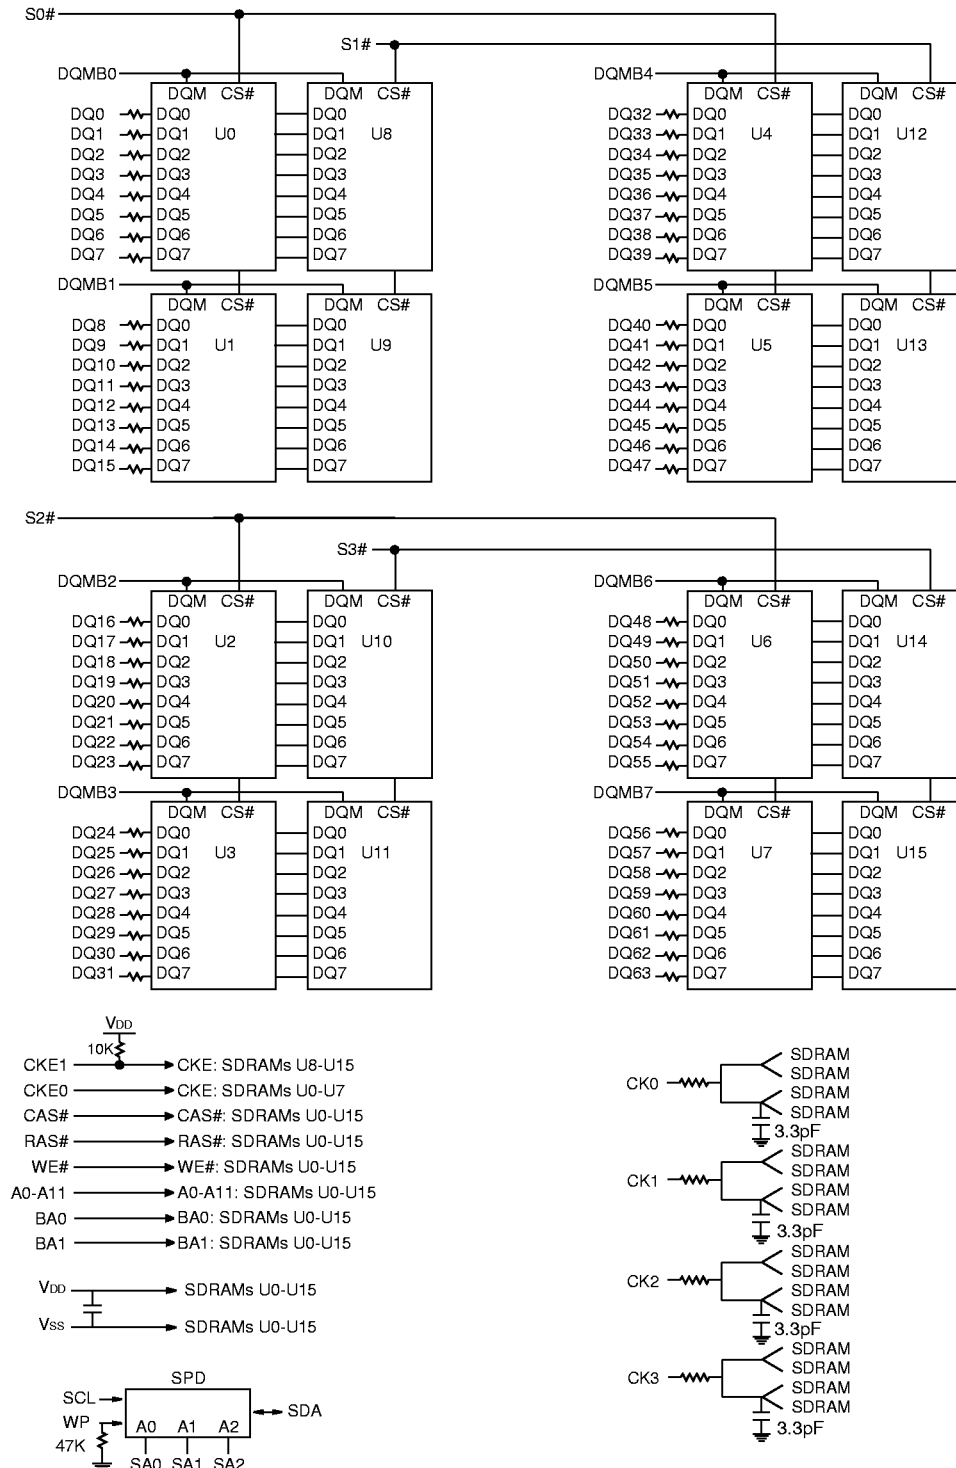 S0#
S1#
DQMB0
DQMB4
DQM CS#
DQM CS#
DQM CS#
DQM CS#
DQ0 DQ0 DQ0 DQ32 DQ0 DQ0
DQ1 DQ1 U0 DQ1 U8 DQ33 DQ1 U4 DQ1 U12
DQ2 DQ2 DQ2 DQ34 DQ2 DQ2
DQ3 DQ3 DQ3 DQ35 DQ3 DQ3
DQ4 DQ4 DQ4 DQ36 DQ4 DQ4
DQ5 DQ5 DQ5 DQ37 DQ5 DQ5
DQ6 DQ6 DQ6 DQ38 DQ6 DQ6
DQ7 DQ7 DQ7 DQ39 DQ7 DQ7
DQMB1
DQMB5
DQM CS#
DQM CS#
DQM CS#
DQM CS#
DQ8 DQ0 DQ0 DQ40 DQ0 DQ0
DQ9 DQ1 U1 DQ1 U9 DQ41 DQ1 U5 DQ1 U13
DQ10 DQ2 DQ2 DQ42 DQ2 DQ2
DQ11 DQ3 DQ3 DQ43 DQ3 DQ3
DQ12 DQ4 DQ4 DQ44 DQ4 DQ4
DQ13 DQ5 DQ5 DQ45 DQ5 DQ5
DQ14 DQ6 DQ6 DQ46 DQ6 DQ6
DQ15 DQ7 DQ7 DQ47 DQ7 DQ7
S2#
S3#
DQMB2
DQMB6
DQM CS#
DQM CS#
DQM CS#
DQM CS#
DQ16 DQ0 DQ0 DQ48 DQ0 DQ0
DQ17 DQ1 U2 DQ1 U10 DQ49 DQ1 U6 DQ1 U14
DQ18 DQ2 DQ2 DQ50 DQ2 DQ2
DQ19 DQ3 DQ3 DQ51 DQ3 DQ3
DQ20 DQ4 DQ4 DQ52 DQ4 DQ4
DQ21 DQ5 DQ5 DQ53 DQ5 DQ5
DQ22 DQ6 DQ6 DQ54 DQ6 DQ6
DQ23 DQ7 DQ7 DQ55 DQ7 DQ7
DQMB3
DQMB7
DQM CS#
DQM CS#
DQM CS#
DQM CS#
DQ24 DQ0 DQ0 DQ56 DQ0 DQ0
DQ25 DQ1 U3 DQ1 U11 DQ57 DQ1 U7 DQ1 U15
DQ26 DQ2 DQ2 DQ58 DQ2 DQ2
DQ27 DQ3 DQ3 DQ59 DQ3 DQ3
DQ28 DQ4 DQ4 DQ60 DQ4 DQ4
DQ29 DQ5 DQ5 DQ61 DQ5 DQ5
DQ30 DQ6 DQ6 DQ62 DQ6 DQ6
DQ31 DQ7 DQ7 DQ63 DQ7 DQ7
VDD
10K
CKE1 CKE: SDRAMs U8-U15
CKE0 CKE: SDRAMs U0-U7
CAS# CAS#: SDRAMs U0-U15
RAS# RAS#: SDRAMs U0-U15
WE# WE#: SDRAMs U0-U15
A0-A11 A0-A11: SDRAMs U0-U15
BA0 BA0: SDRAMs U0-U15
BA1 BA1: SDRAMs U0-U15
VDD SDRAMs U0-U15
VSS SDRAMs U0-U15
SPD
SCL
WP
47K
A0 A1 A2
SDA
SA0 SA1 SA2
CK0
SDRAM
SDRAM
SDRAM
SDRAM
3.3pF
CK1
SDRAM
SDRAM
SDRAM
SDRAM
3.3pF
CK2
SDRAM
SDRAM
SDRAM
SDRAM
3.3pF
CK3
SDRAM
SDRAM
SDRAM
SDRAM
3.3pF